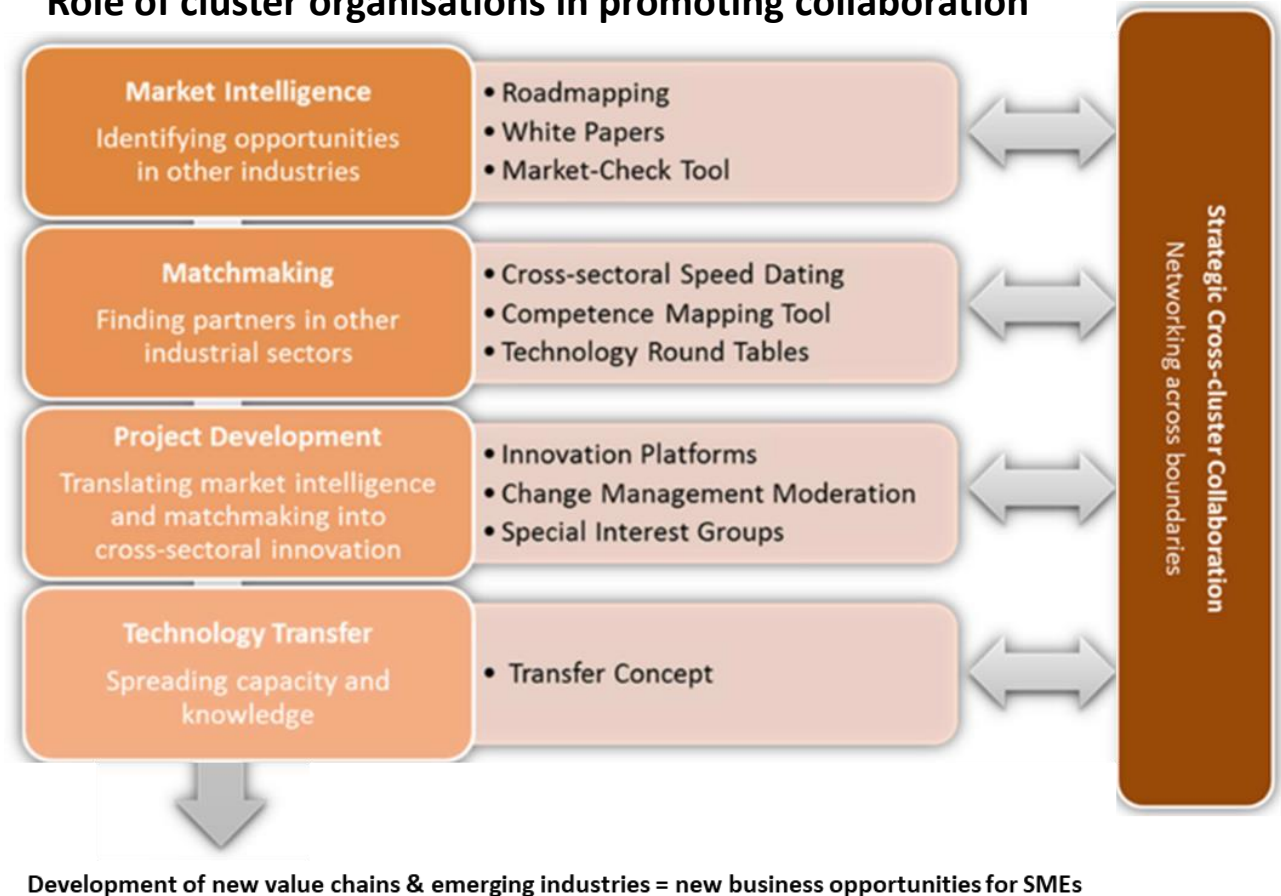 Role of cluster organisations in promoting collaboration
Market Intelligence
Identifying opportunities
in other industries
• Roadmapping
• White Papers
• Market-Check Tool
Matchmaking
Finding partners in other
industrial sectors
• Cross-sectoral Speed Dating
• Competence Mapping Tool
• Technology Round Tables
Project Development
Translating market intelligence
and matchmaking into
cross-sectoral innovation
• Innovation Platforms
• Change Management Moderation
• Special Interest Groups
Technology Transfer
Spreading capacity and
knowledge
• Transfer Concept
Strategic Cross-cluster Collaboration
Networking across boundaries
Development of new value chains & emerging industries = new business opportunities for SMEs